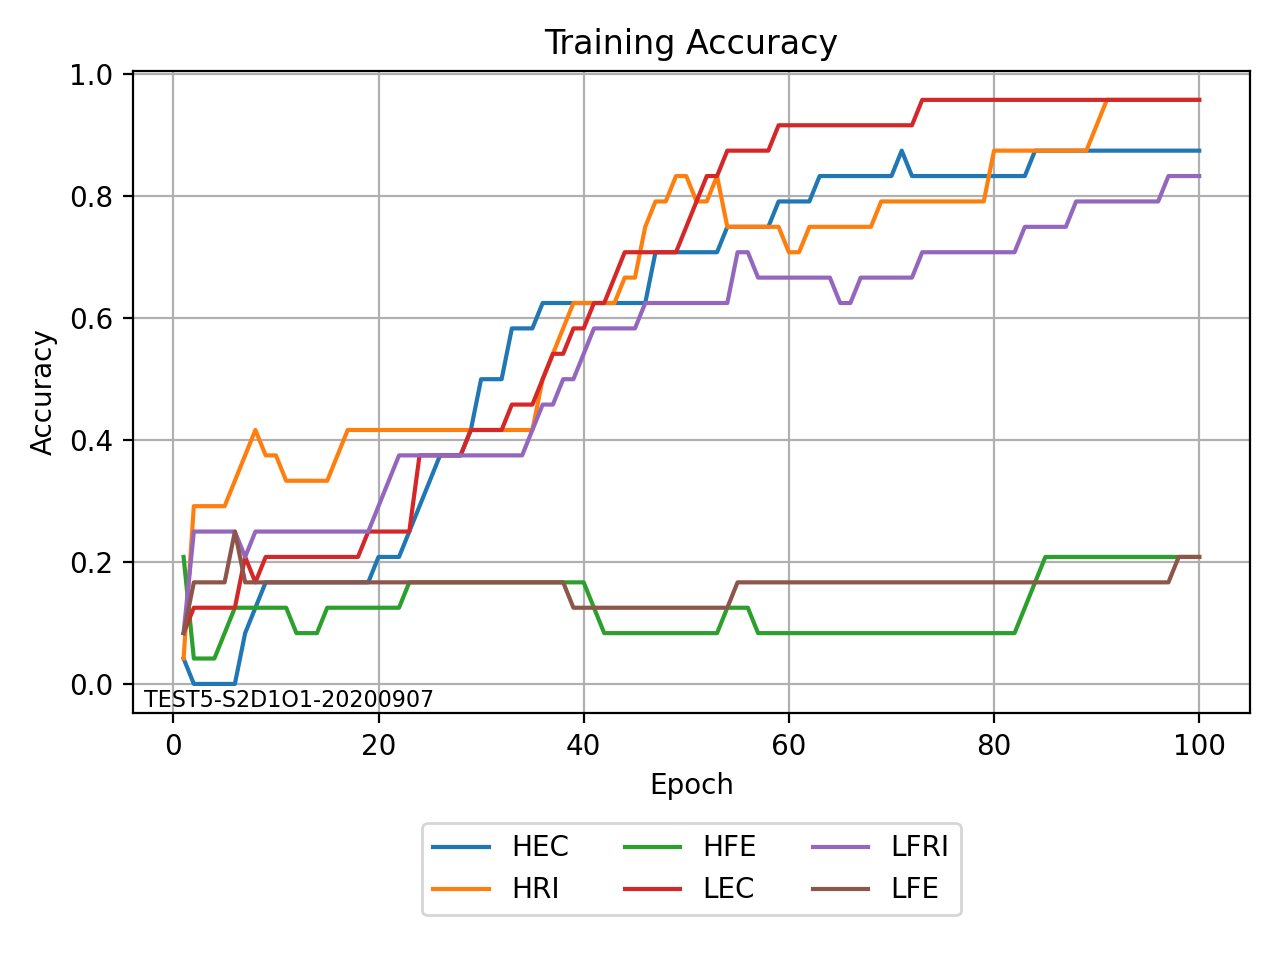 Training Accuracy
1.0
0.8
0.6
0.4
0.2
0.0
Accuracy
TEST5-S2D1O1-20200907
0 20 40 60 80 100
Epoch
HEC HFE LFRI
HRI LEC LFE